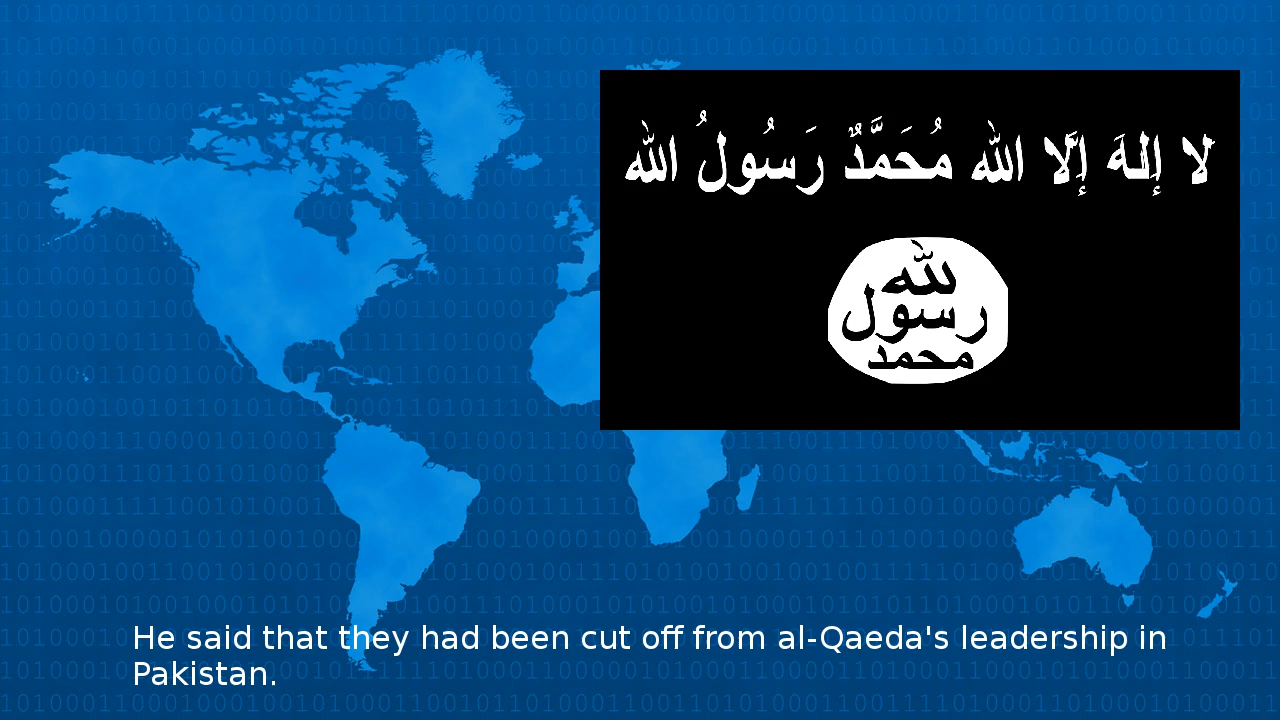 لا إلهَ إلَّا الله مُحَمَّدٌ رَسُولُ الله
لله
رسول
محمد
He said that they had been cut off from al-Qaeda's leadership in
Pakistan.